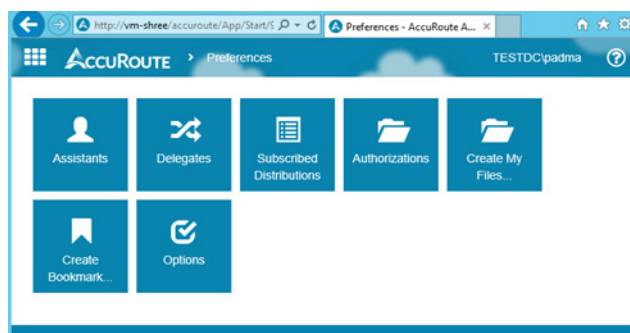 http://vm-shree/accuroute/App/Start/
Preferences - AccuRoute A...
ACCUROUTE > Preferences
TESTDC\padma
Assistants
Delegates
Subscribed
Distributions
Authorizations
Create My
Files...
Create
Bookmark...
Options